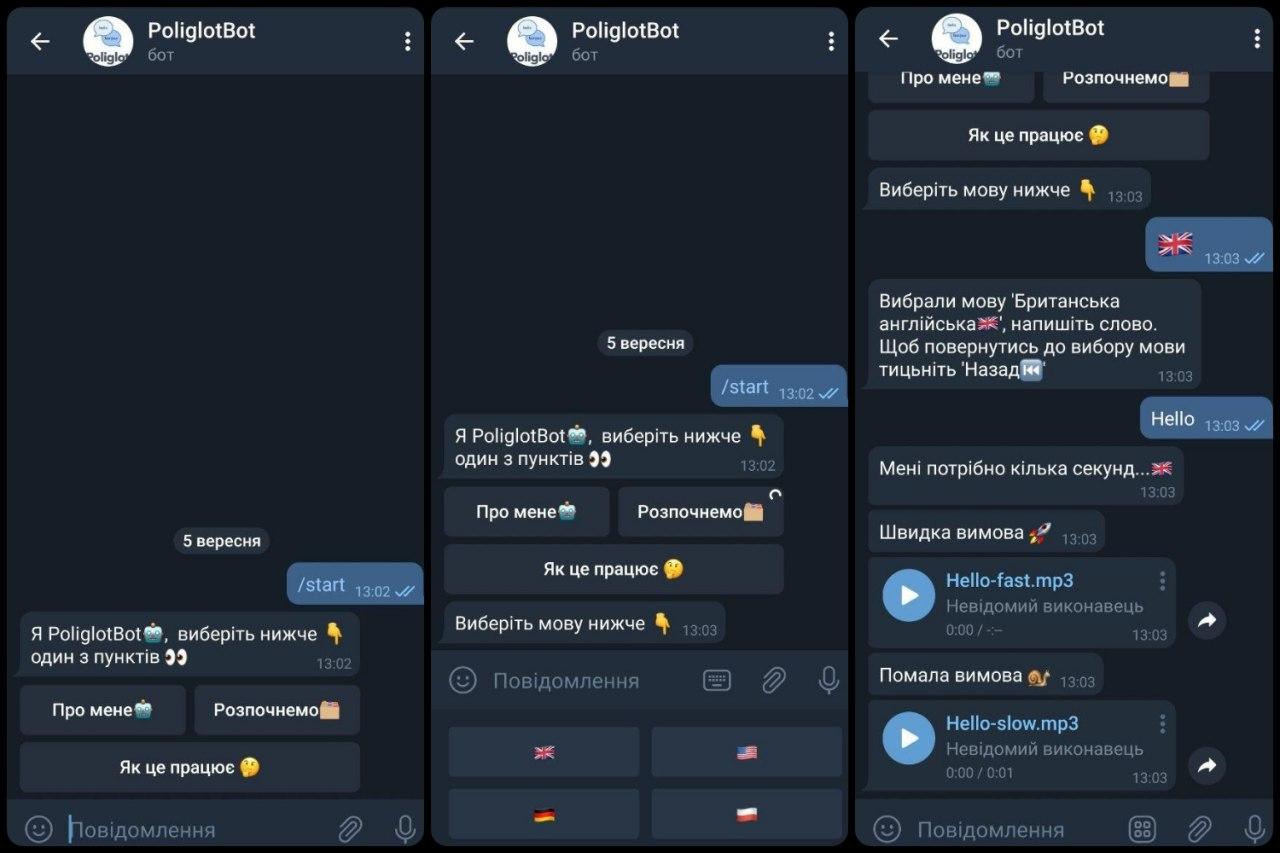 PoliglotBot
бот
5 вересня
/start 13:02
Я PoliglotBot🤖, виберіть нижче 👇
один з пунктів 👀 13:02
Про мене🤖 Розпочнемо📁
Як це працює 🤔
Повідомлення
PoliglotBot
бот
5 вересня
/start 13:02
Я PoliglotBot🤖, виберіть нижче 👇
один з пунктів 👀 13:02
Про мене🤖 Розпочнемо📁
Як це працює 🤔
Виберіть мову нижче 👇 13:03
Повідомлення
🇬🇧 🇺🇸
🇩🇪 🇵🇱
PoliglotBot
бот
Про мене🤖 Розпочнемо📁
Як це працює 🤔
Виберіть мову нижче 👇 13:03
🇬🇧 13:03
Вибрали мову 'Британська
англійська🇬🇧', напишіть слово.
Щоб повернутись до вибору мови
тицьніть 'Назад⏮' 13:03
Hello 13:03
Мені потрібно кілька секунд...🇬🇧
13:03
Швидка вимова 🚀 13:03
Hello-fast.mp3
Невідомий виконавець
0:00 / -:-- 13:03
Помала вимова 🐌 13:03
Hello-slow.mp3
Невідомий виконавець
0:00 / 0:01 13:03
Повідомлення